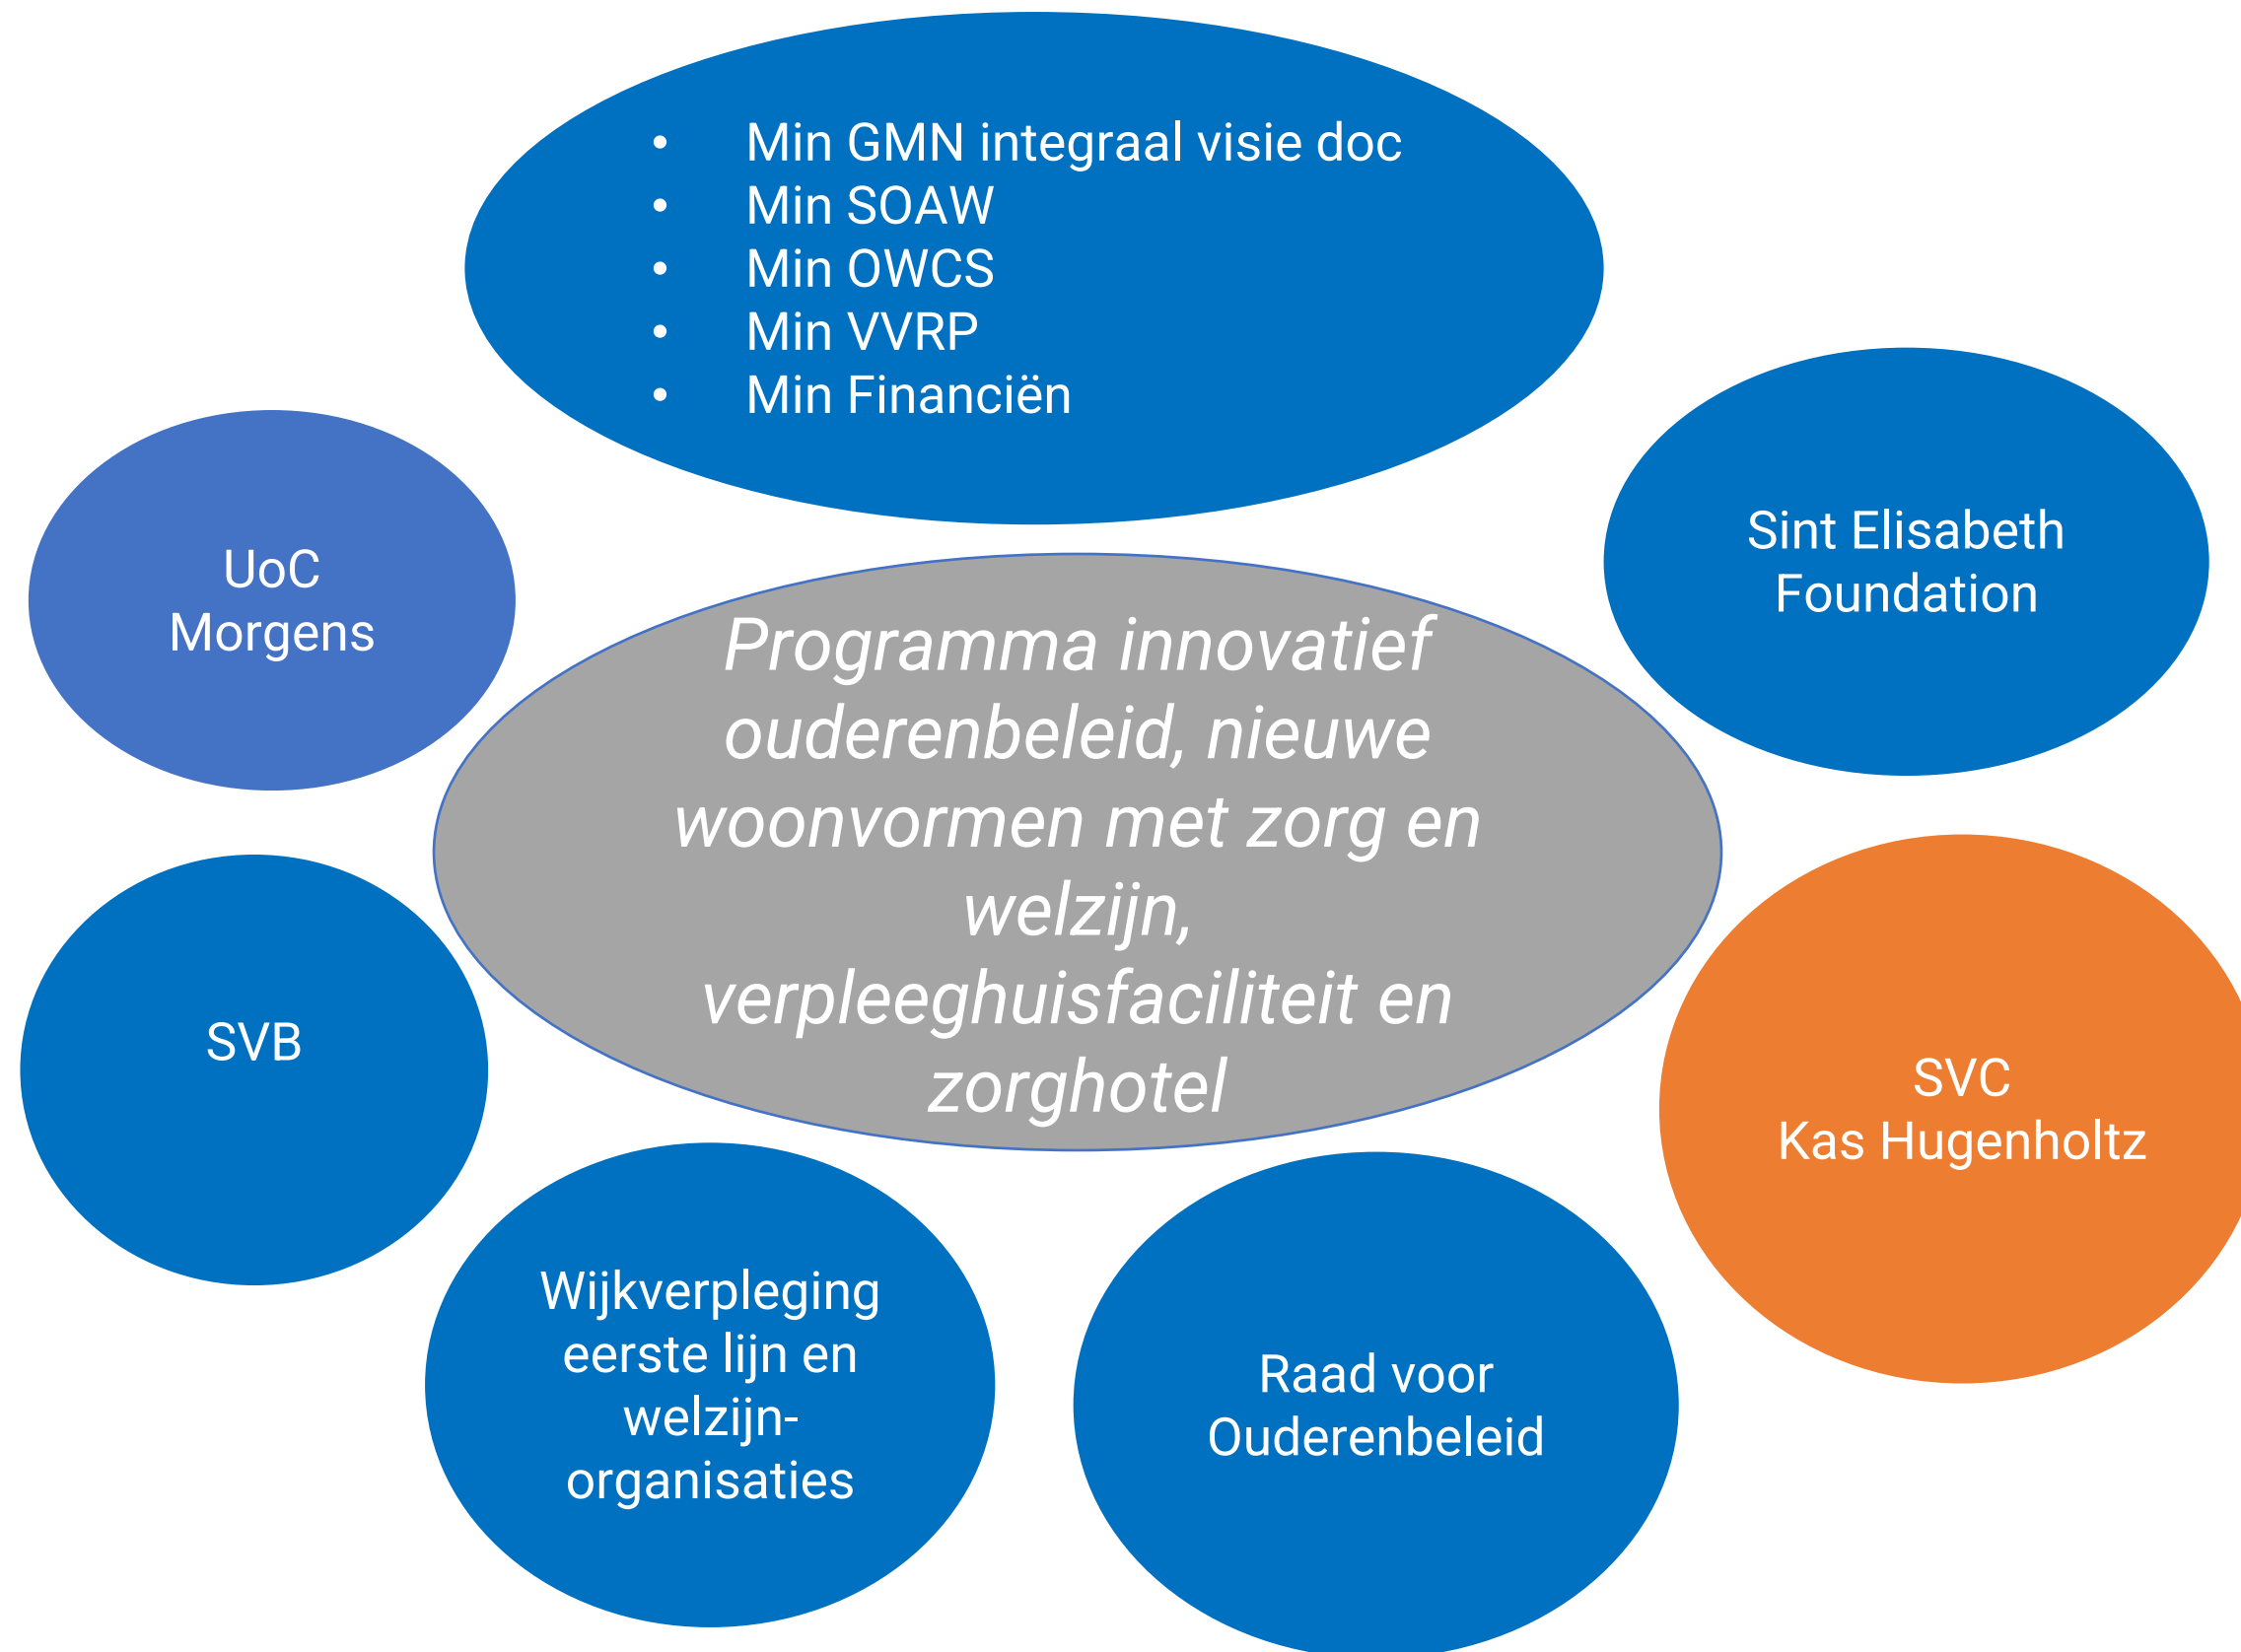 • Min GMN integraal visie doc
• Min SOAW
• Min OWCS
• Min VVRP
• Min Financiën
UoC
Morgens
Sint Elisabeth
Foundation
Programma innovatief
ouderenbeleid, nieuwe
woonvormen met zorg en
welzijn,
verpleeghuisfaciliteit en
zorghotel
SVB
SVC
Kas Hugenholtz
Wijkverpleging
eerste lijn en
welzijn-
organisaties
Raad voor
Ouderenbeleid